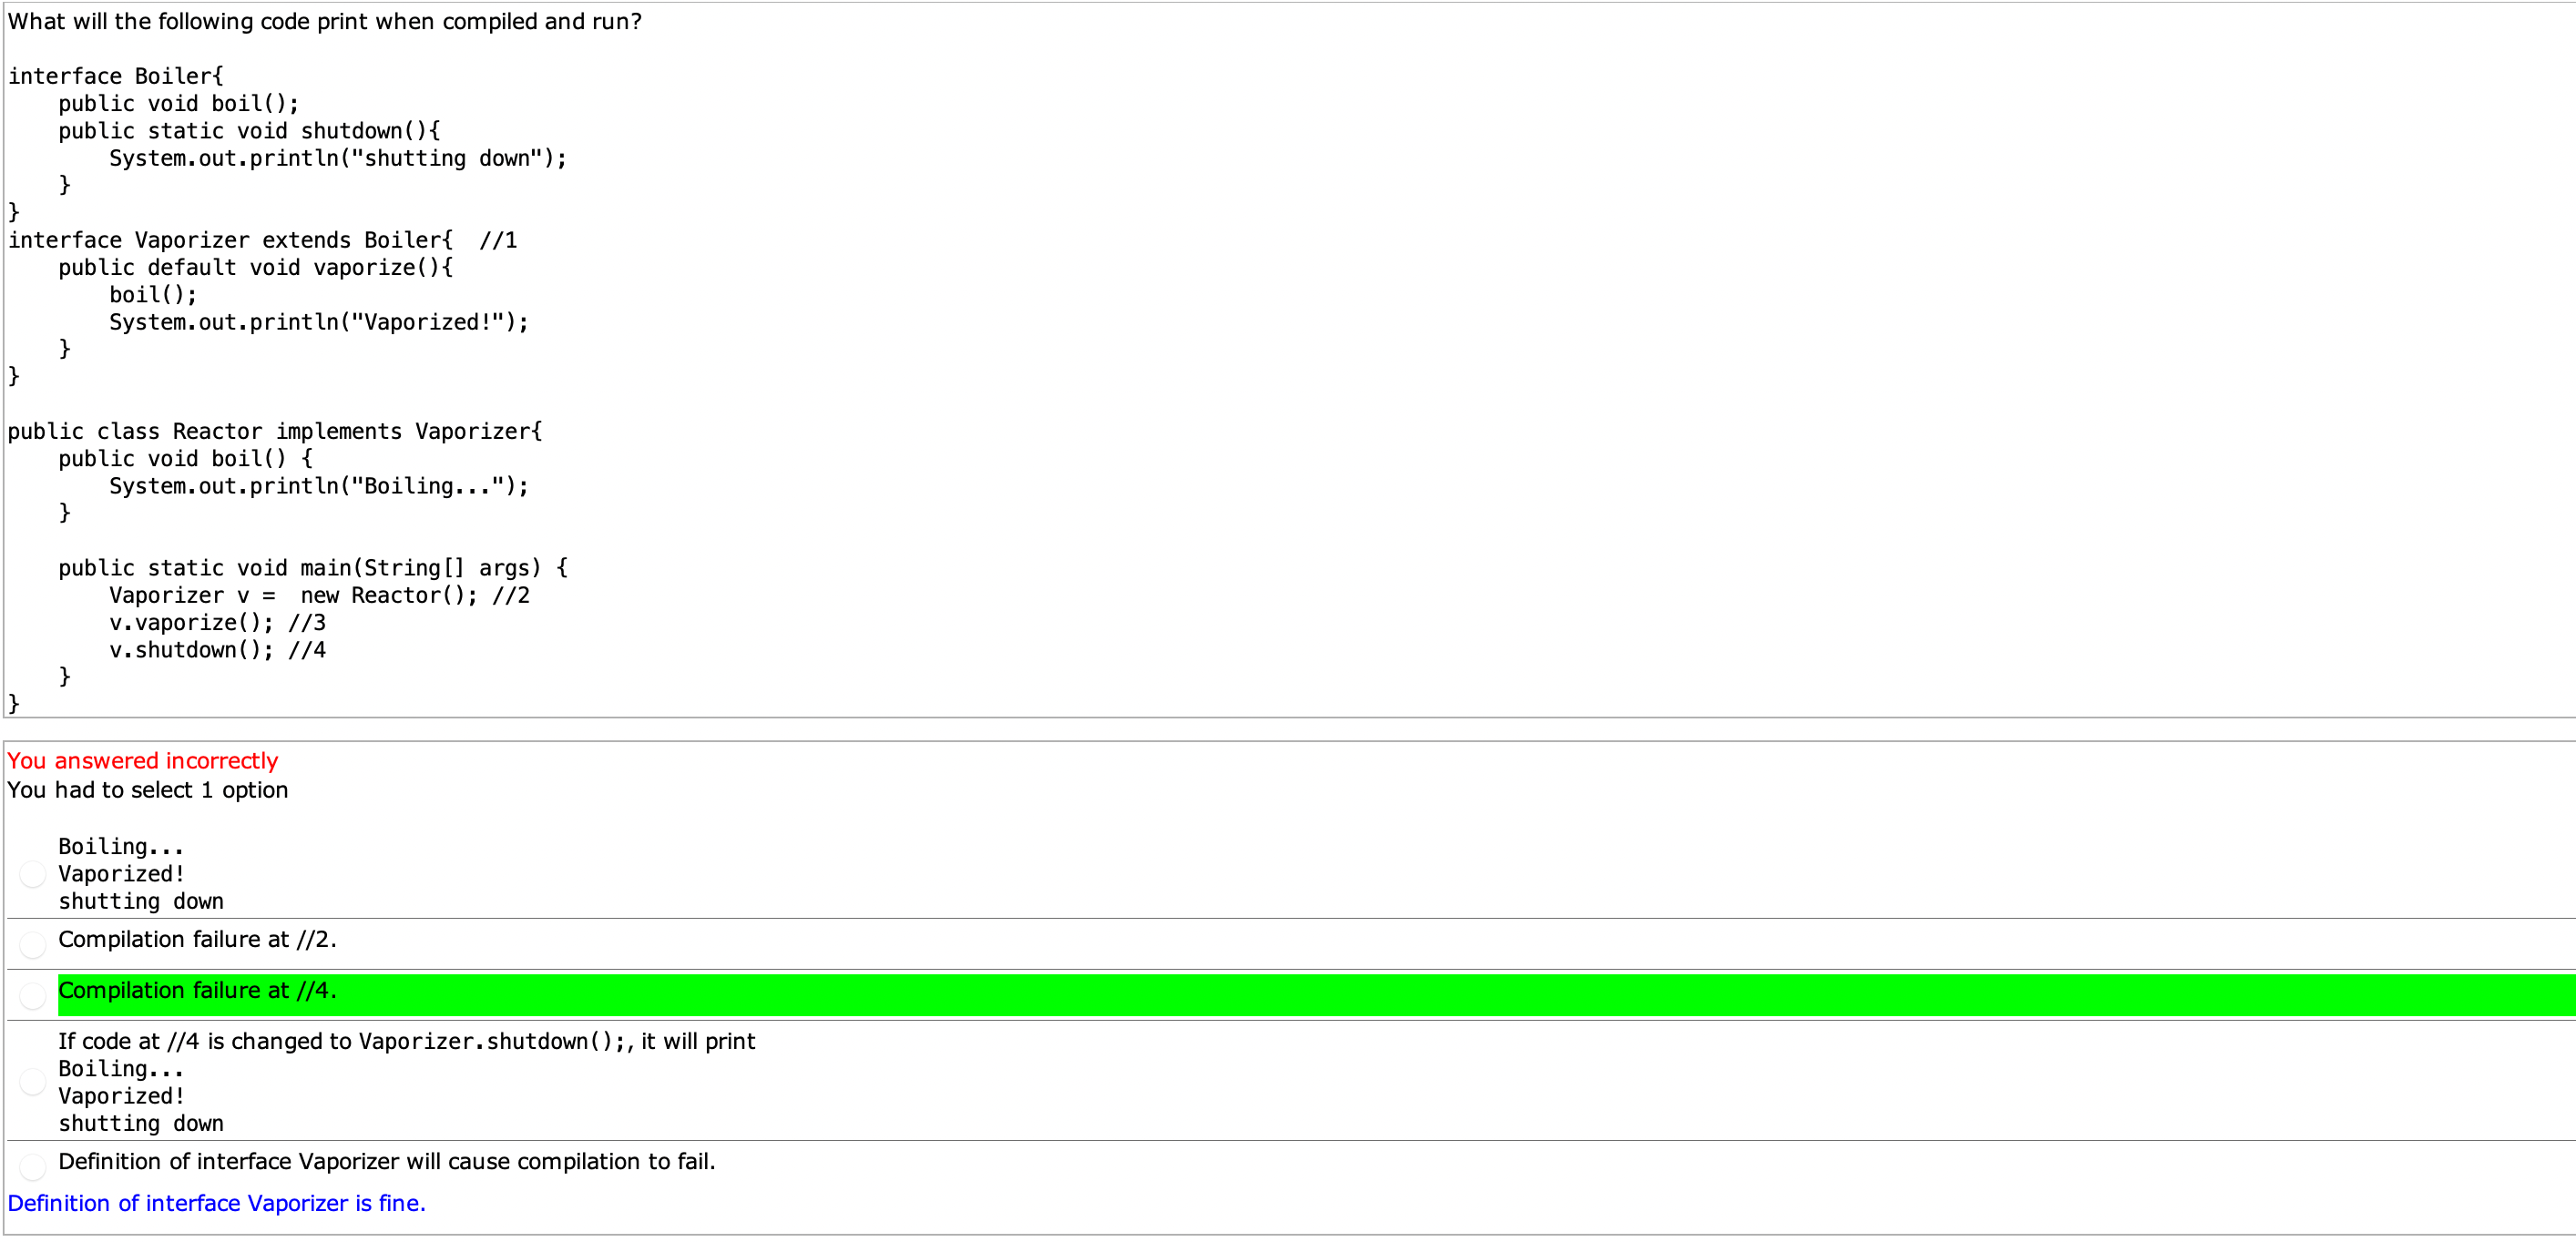 What will the following code print when compiled and run?
interface Boiler{
    public void boil();
    public static void shutdown(){
        System.out.println("shutting down");
    }
}
interface Vaporizer extends Boiler{  //1
    public default void vaporize(){
        boil();
        System.out.println("Vaporized!");
    }
}
public class Reactor implements Vaporizer{
    public void boil() {
        System.out.println("Boiling...");
    }
    public static void main(String[] args) {
        Vaporizer v =  new Reactor(); //2
        v.vaporize(); //3
        v.shutdown(); //4
    }
}
You answered incorrectly
You had to select 1 option
Boiling...
Vaporized!
shutting down
Compilation failure at //2.
Compilation failure at //4.
If code at //4 is changed to Vaporizer.shutdown();, it will print
Boiling...
Vaporized!
shutting down
Definition of interface Vaporizer will cause compilation to fail.
Definition of interface Vaporizer is fine.